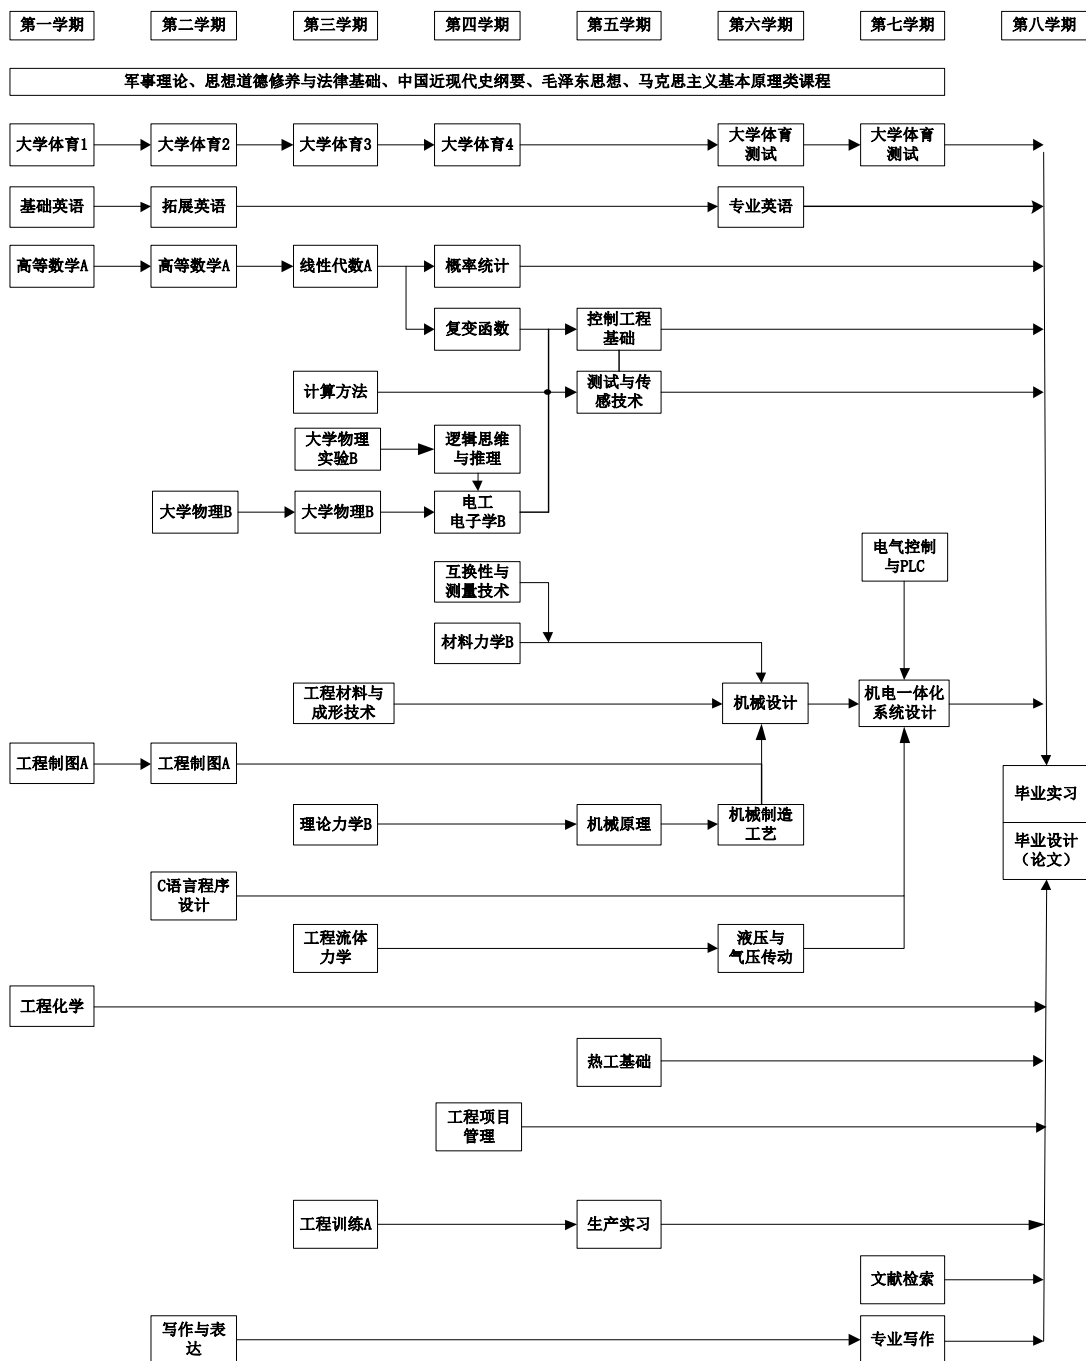 第一学期
第二学期
第三学期
第四学期
第五学期
第六学期
第七学期
第八学期
军事理论、思想道德修养与法律基础、中国近现代史纲要、毛泽东思想、马克思主义基本原理类课程
大学体育1
大学体育2
大学体育3
大学体育4
大学体育
测试
大学体育
测试
基础英语
拓展英语
专业英语
高等数学A
高等数学A
线性代数A
概率统计
复变函数
控制工程
基础
计算方法
测试与传
感技术
大学物理
实验B
逻辑思维
与推理
大学物理B
大学物理B
电工
电子学B
电气控制
与PLC
互换性与
测量技术
材料力学B
工程材料与
成形技术
机械设计
机电一体化
系统设计
工程制图A
工程制图A
毕业实习
理论力学B
机械原理
机械制造
工艺
毕业设计
（论文）
C语言程序
设计
工程流体
力学
液压与
气压传动
工程化学
热工基础
工程项目
管理
工程训练A
生产实习
文献检索
写作与表
达
专业写作